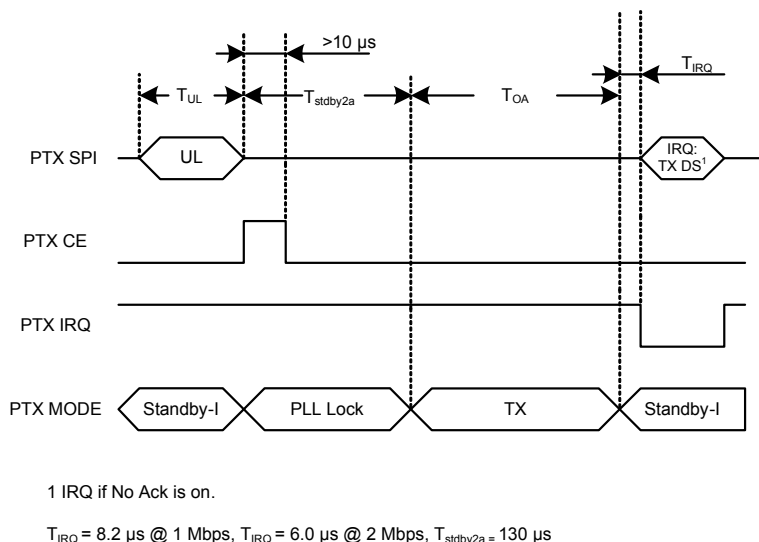 >10 µs
TIRQ
TUL
Tstdby2a
TOA
PTX SPI
UL
IRQ:
TX DS1
PTX CE
PTX IRQ
PTX MODE
Standby-I
PLL Lock
TX
Standby-I
1 IRQ if No Ack is on.
TIRQ = 8.2 µs @ 1 Mbps, TIRQ = 6.0 µs @ 2 Mbps, Tstdby2a = 130 µs